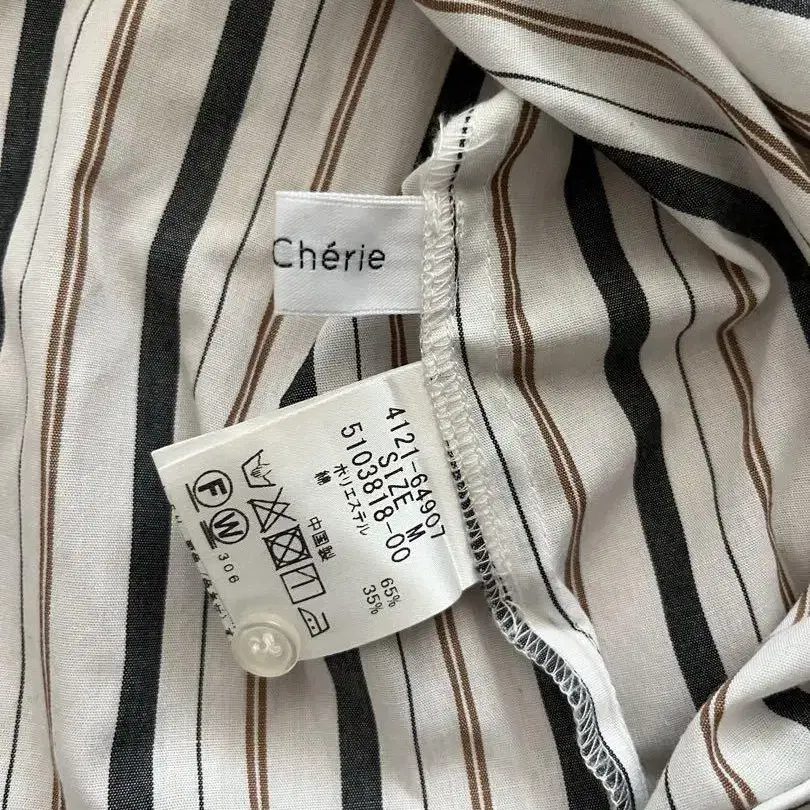 Chérie
4121-64907
SIZE M
5103818-00
ポリエステル 65%
綿 35%
中国製
F
W
306